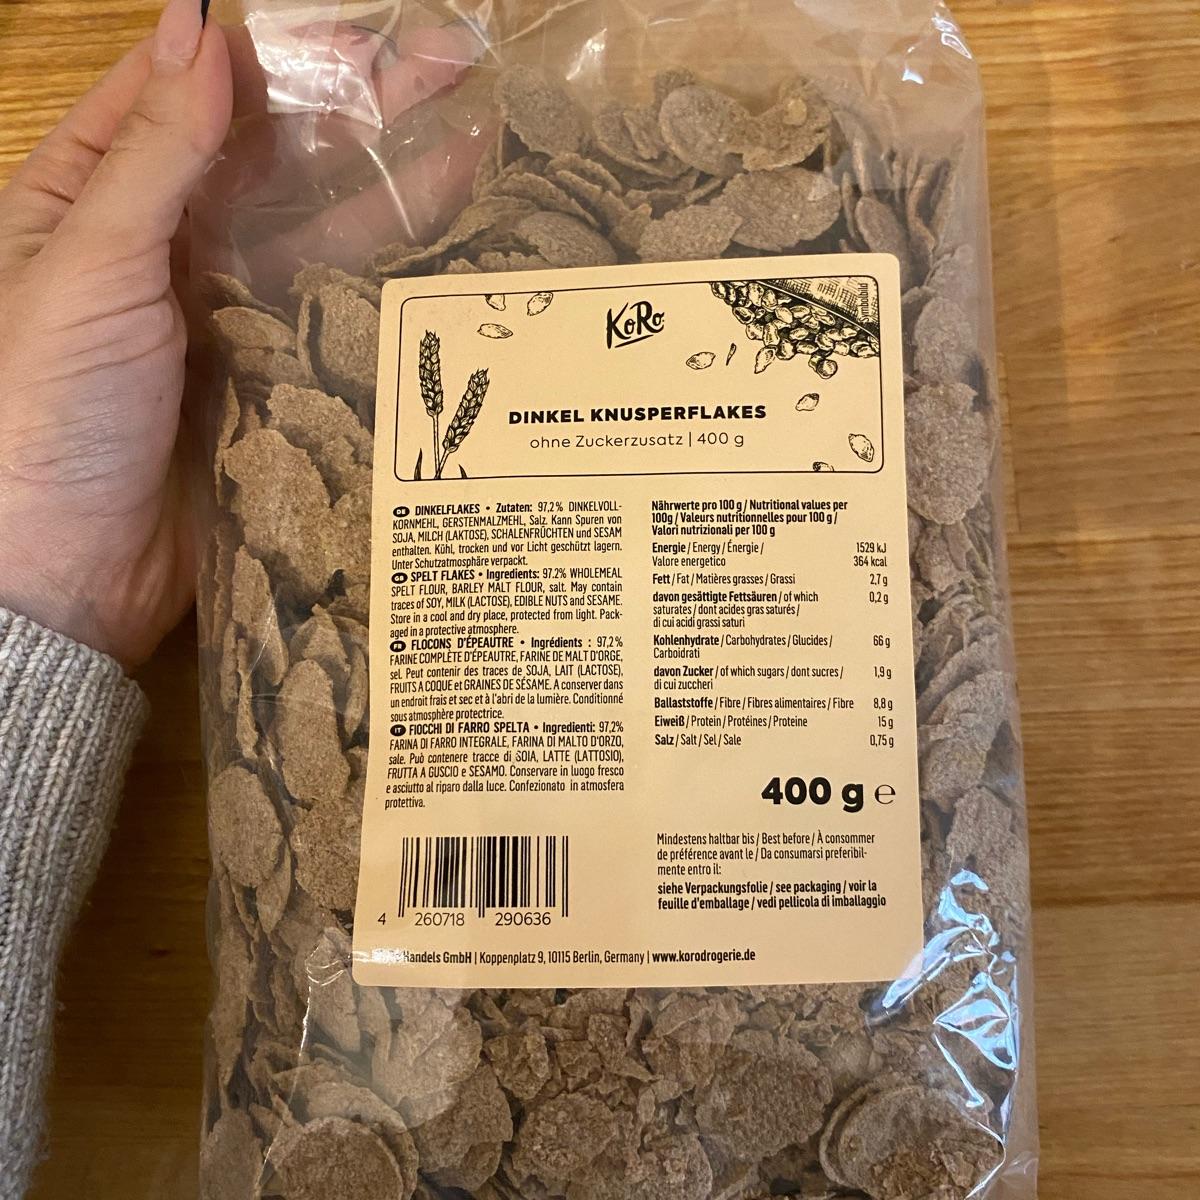 KoRo
Symbolbild
DINKEL KNUSPERFLAKES
ohne Zuckerzusatz | 400 g
DE DINKELFLAKES • Zutaten: 97,2% DINKELVOLL-
KORNMEHL, GERSTENMALZMEHL, Salz. Kann Spuren von
SOJA, MILCH (LAKTOSE), SCHALENFRÜCHTEN und SESAM
enthalten. Kühl, trocken und vor Licht geschützt lagern.
Unter Schutzatmosphäre verpackt.
GB SPELT FLAKES • Ingredients: 97.2% WHOLEMEAL
SPELT FLOUR, BARLEY MALT FLOUR, salt. May contain
traces of SOY, MILK (LACTOSE), EDIBLE NUTS and SESAME.
Store in a cool and dry place, protected from light. Pack-
aged in a protective atmosphere.
FR FLOCONS D'ÉPEAUTRE • Ingrédients : 97,2%
FARINE COMPLÈTE D'ÉPEAUTRE, FARINE DE MALT D'ORGE,
sel. Peut contenir des traces de SOJA, LAIT (LACTOSE),
FRUITS A COQUE et GRAINES DE SÉSAME. A conserver dans
un endroit frais et sec et à l'abri de la lumière. Conditionné
sous atmosphère protectrice.
IT FIOCCHI DI FARRO SPELTA • Ingredienti: 97,2%
FARINA DI FARRO INTEGRALE, FARINA DI MALTO D'ORZO,
sale. Può contenere tracce di SOIA, LATTE (LATTOSIO),
FRUTTA A GUSCIO e SESAMO. Conservare in luogo fresco
e asciutto al riparo dalla luce. Confezionato in atmosfera
protettiva.
Nährwerte pro 100 g / Nutritional values per
100g / Valeurs nutritionnelles pour 100 g /
Valori nutrizionali per 100 g
Energie / Energy / Énergie / 1529 kJ
Valore energetico 364 kcal
Fett / Fat / Matières grasses / Grassi 2,7 g
davon gesättigte Fettsäuren / of which 0,2 g
saturates / dont acides gras saturés /
di cui acidi grassi saturi
Kohlenhydrate / Carbohydrates / Glucides / 66 g
Carboidrati
davon Zucker / of which sugars / dont sucres / 1,9 g
di cui zuccheri
Ballaststoffe / Fibre / Fibres alimentaires / Fibre 8,8 g
Eiweiß / Protein / Protéines / Proteine 15 g
Salz / Salt / Sel / Sale 0,75 g
400 g e
Mindestens haltbar bis / Best before / À consommer
de préférence avant le / Da consumarsi preferibil-
mente entro il:
siehe Verpackungsfolie / see packaging / voir la
feuille d'emballage / vedi pellicola di imballaggio
4 260718 290636
Handels GmbH | Koppenplatz 9, 10115 Berlin, Germany | www.korodrogerie.de